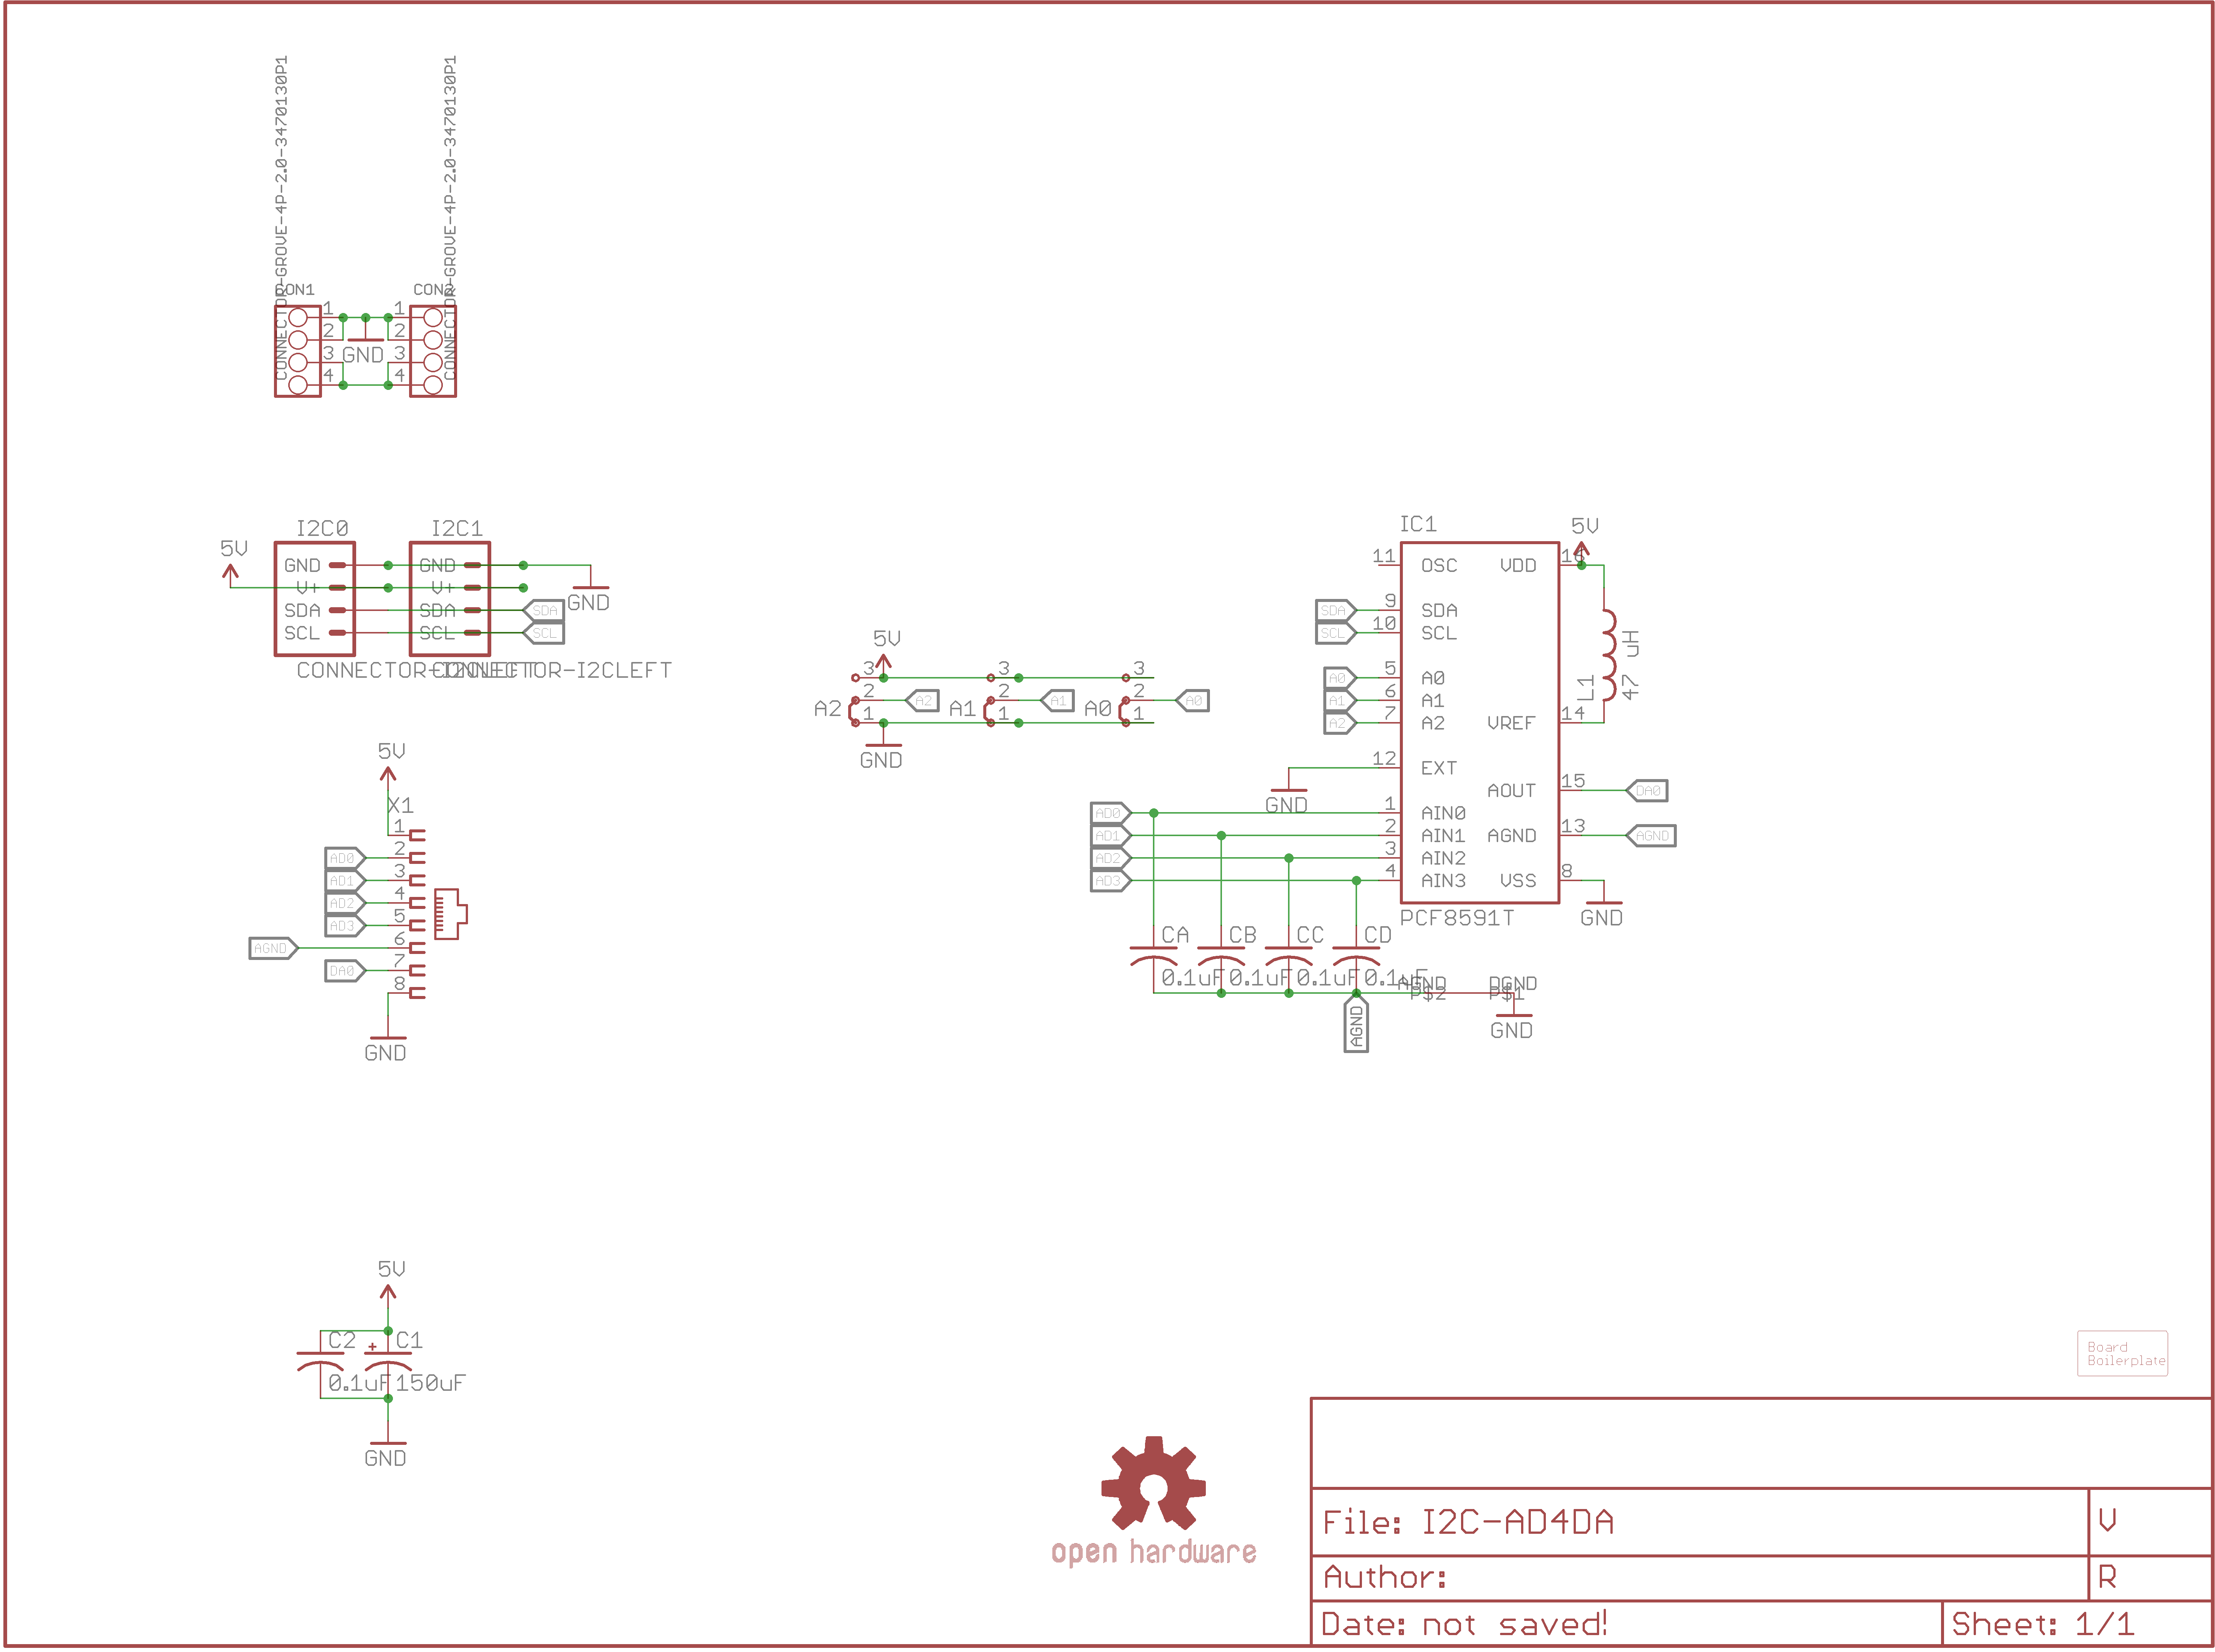 CONNECTOR-GROVE-4P-2.0-3470130P1
CONNECTOR-GROVE-4P-2.0-3470130P1
CON1
CON2
1
2
3
4
1
2
3
4
GND
I2C0
I2C1
5V
GND
V+
SDA
SCL
GND
V+
SDA
SCL
SDA
SCL
GND
CONNECTOR-I2CLEFT
CONNECTOR-I2CLEFT
5V
X1
1
2
3
4
5
6
7
8
AD0
AD1
AD2
AD3
AGND
DA0
GND
5V
3
2
1
A2
A2
3
2
1
A1
A1
3
2
1
A0
A0
GND
IC1
5V
11
OSC
VDD
16
9
SDA
SDA
10
SCL
SCL
5
A0
A0
6
A1
A1
7
A2
A2
14
VREF
L1
47 uH
12
EXT
GND
15
AOUT
DA0
1
AIN0
AD0
2
AIN1
AD1
13
AGND
AGND
3
AIN2
AD2
4
AIN3
AD3
8
VSS
GND
PCF8591T
CA
CB
CC
CD
0.1uF
0.1uF
0.1uF
0.1uF
AGND
P$2
DGND
P$1
AGND
GND
5V
C2
C1
+
0.1uF
150uF
GND
Board
Boilerplate
open hardware
File: I2C-AD4DA
V
Author:
R
Date: not saved!
Sheet: 1/1